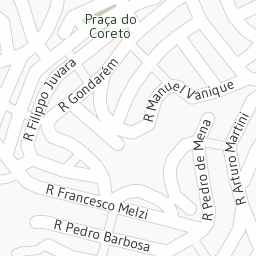 Praça do
Coreto
R Filippo Juvara
R Gondarém
R Manuel Vanique
R Pedro de Mena
R Arturo Martini
R Francesco Melzi
R Pedro Barbosa